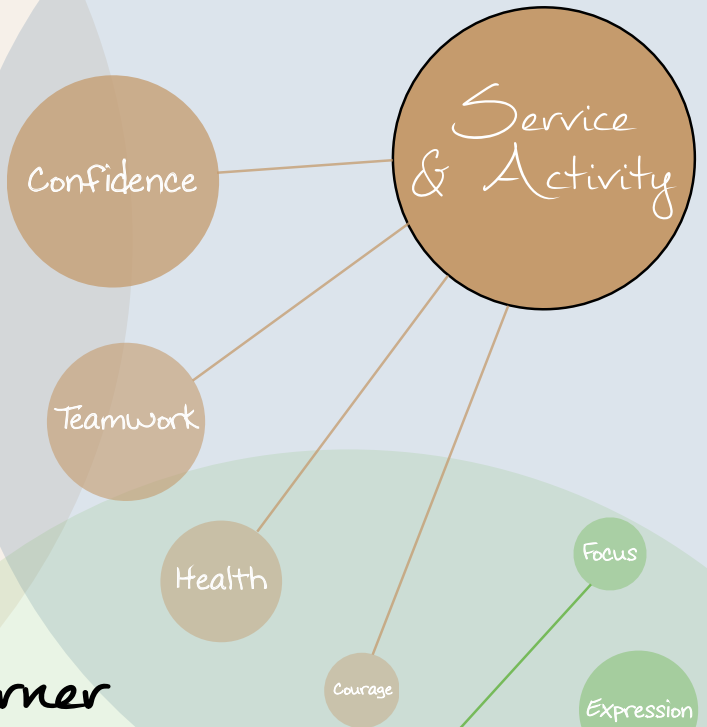 Service
& Activity
Confidence
Teamwork
Health
Focus
Courage
Expression